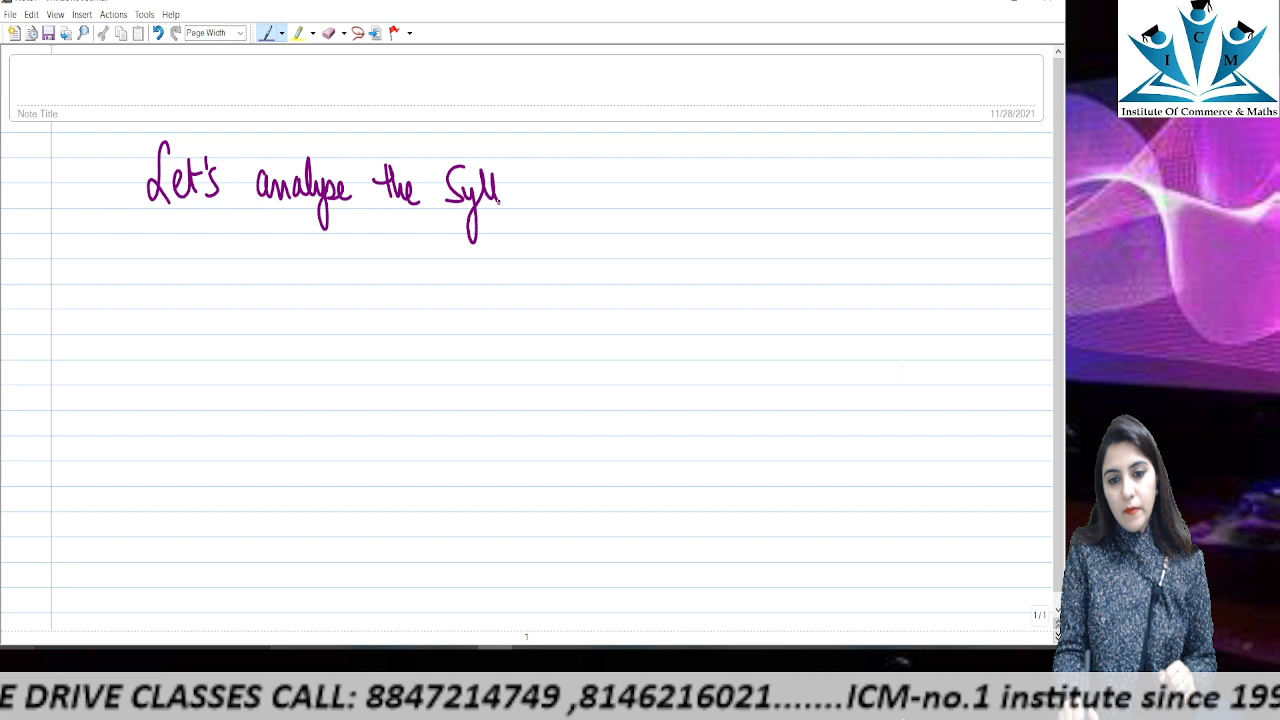 File Edit View Insert Actions Tools Help
Page Width
Note Title
11/28/2021
Let's analyse the Syll
1/1
1
I C M
Institute Of Commerce & Maths
E DRIVE CLASSES CALL: 8847214749 ,8146216021.......ICM-no.1 institute since 199